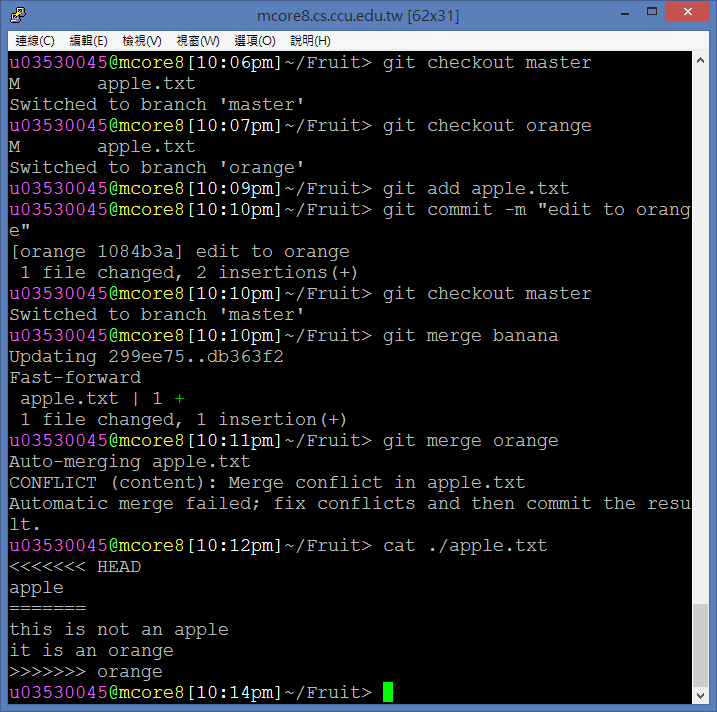 mcore8.cs.ccu.edu.tw [62x31]
連線(C) 編輯(E) 檢視(V) 視窗(W) 選項(O) 說明(H)
u03530045@mcore8[10:06pm]~/Fruit> git checkout master
M       apple.txt
Switched to branch 'master'
u03530045@mcore8[10:07pm]~/Fruit> git checkout orange
M       apple.txt
Switched to branch 'orange'
u03530045@mcore8[10:09pm]~/Fruit> git add apple.txt
u03530045@mcore8[10:10pm]~/Fruit> git commit -m "edit to orang
e"
[orange 1084b3a] edit to orange
 1 file changed, 2 insertions(+)
u03530045@mcore8[10:10pm]~/Fruit> git checkout master
Switched to branch 'master'
u03530045@mcore8[10:10pm]~/Fruit> git merge banana
Updating 299ee75..db363f2
Fast-forward
 apple.txt | 1 +
 1 file changed, 1 insertion(+)
u03530045@mcore8[10:11pm]~/Fruit> git merge orange
Auto-merging apple.txt
CONFLICT (content): Merge conflict in apple.txt
Automatic merge failed; fix conflicts and then commit the resu
lt.
u03530045@mcore8[10:12pm]~/Fruit> cat ./apple.txt
<<<<<<< HEAD
apple
=======
this is not an apple
it is an orange
>>>>>>> orange
u03530045@mcore8[10:14pm]~/Fruit>